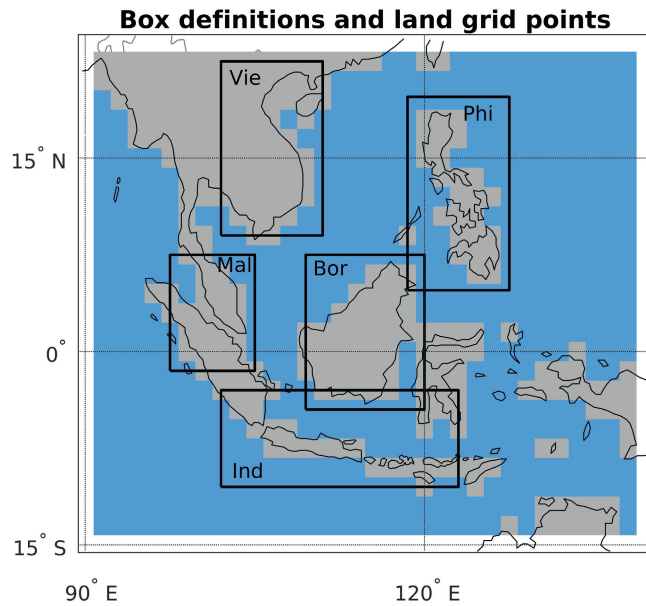 Box definitions and land grid points
Vie
Phi
15° N
Mal
Bor
0°
Ind
15° S
90° E
120° E